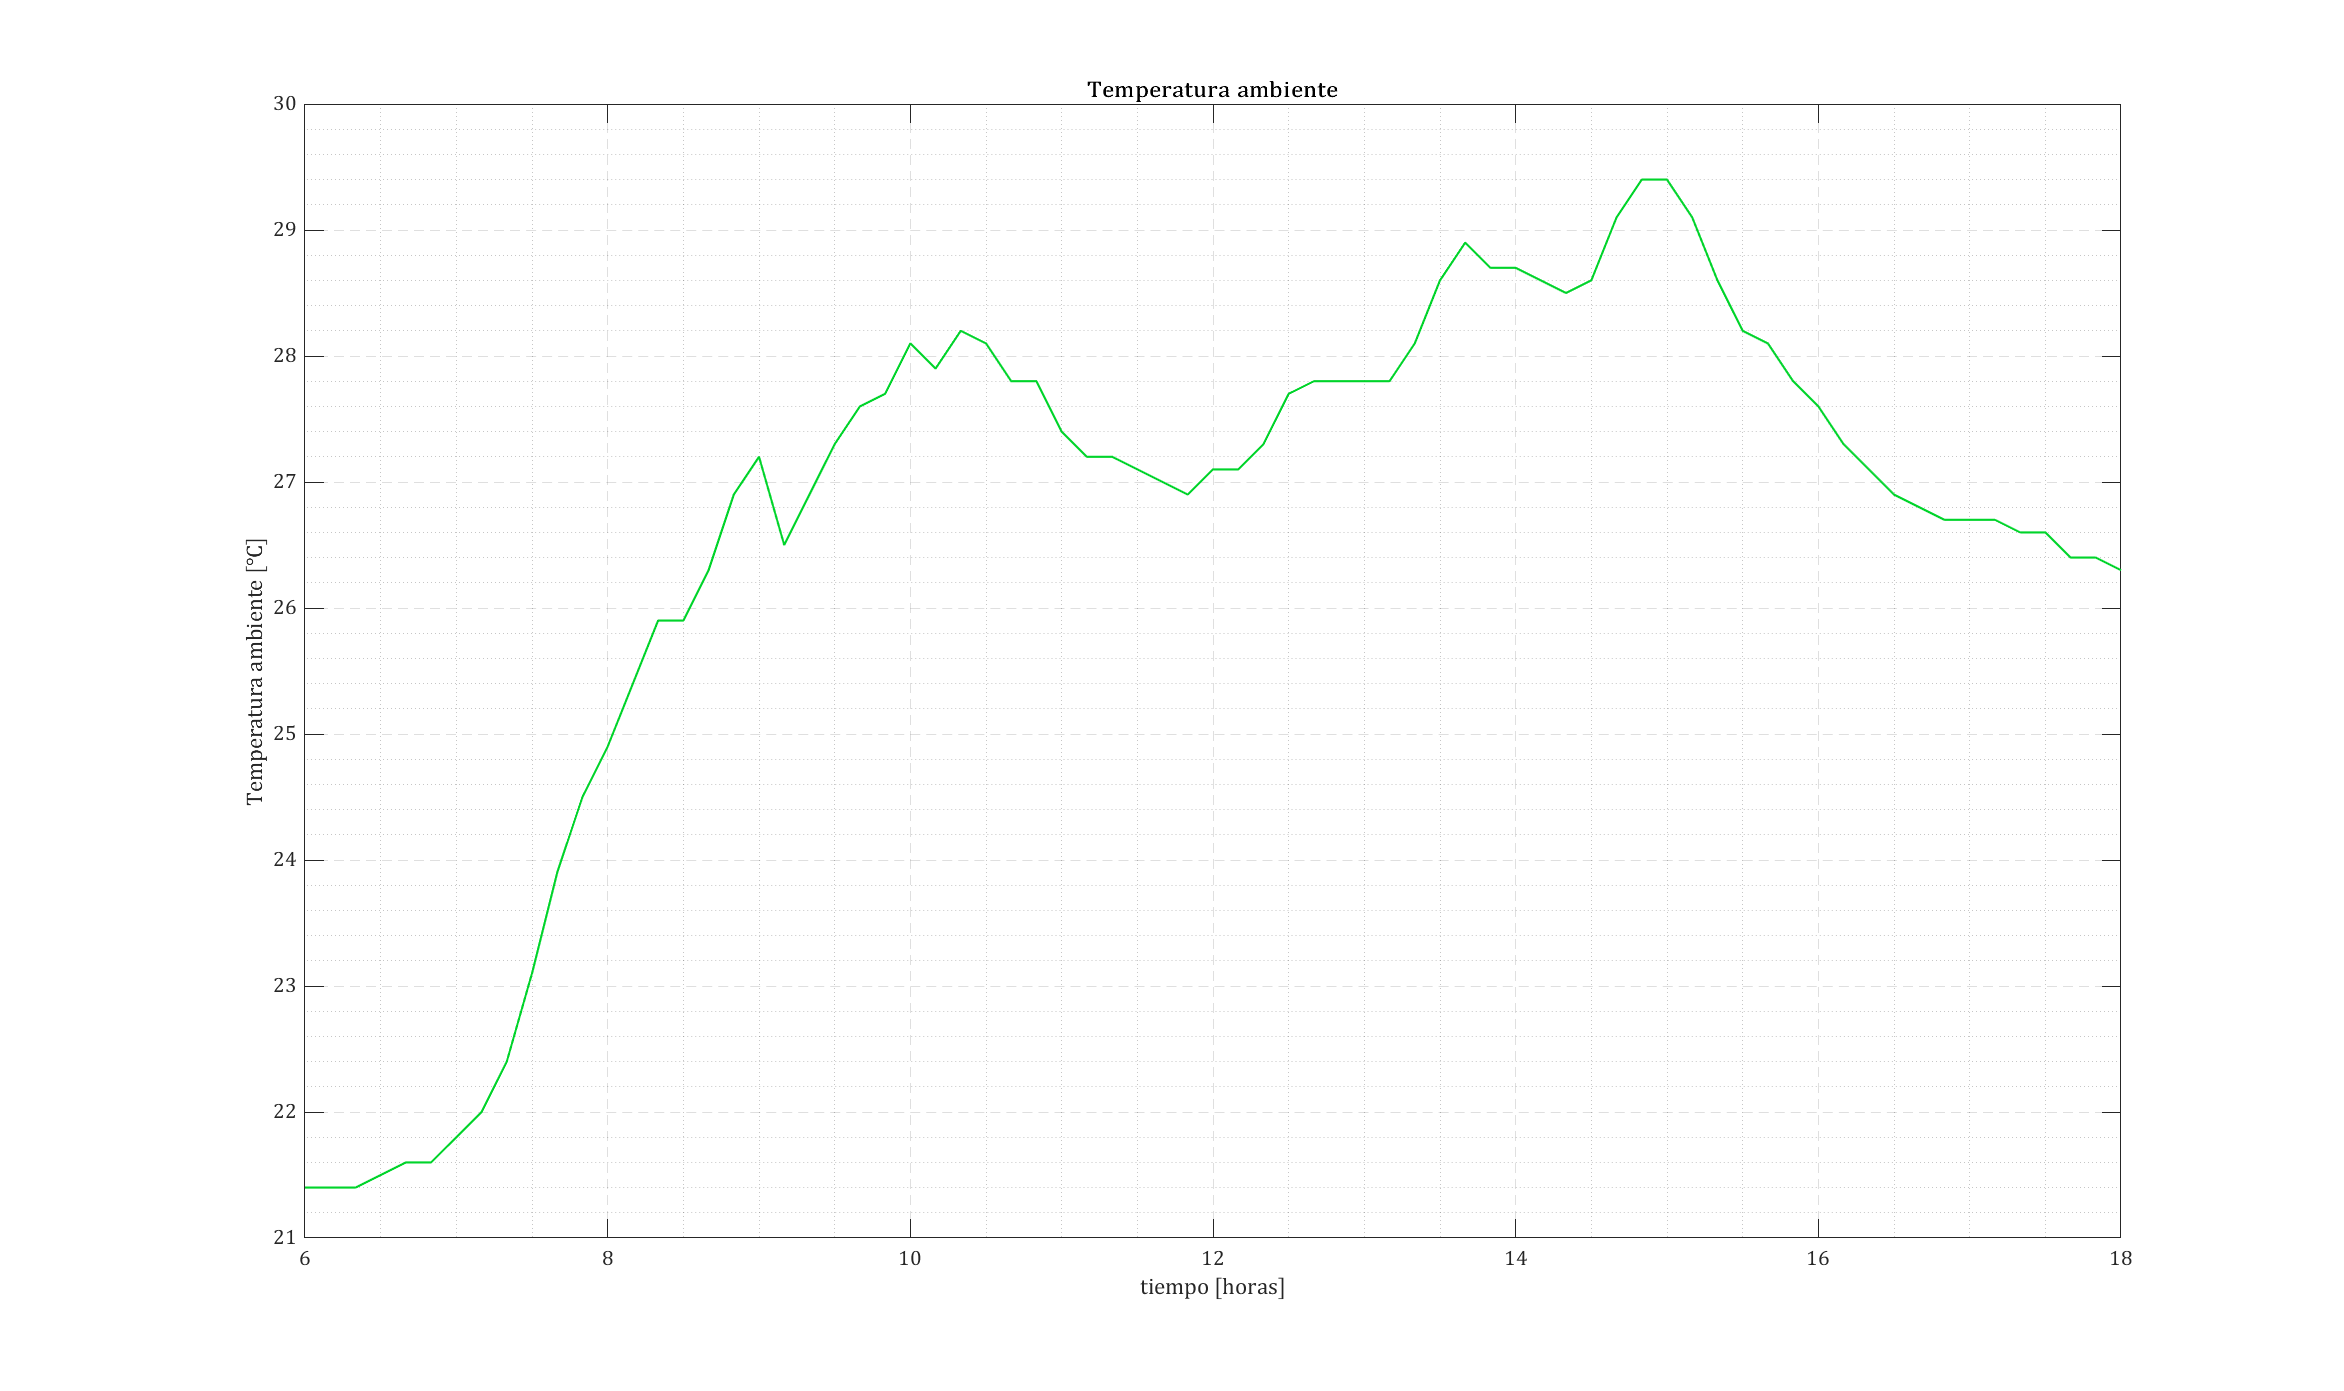 Temperatura ambiente
30
29
28
27
26
25
24
23
22
21
Temperatura ambiente [°C]
6 8 10 12 14 16 18
tiempo [horas]